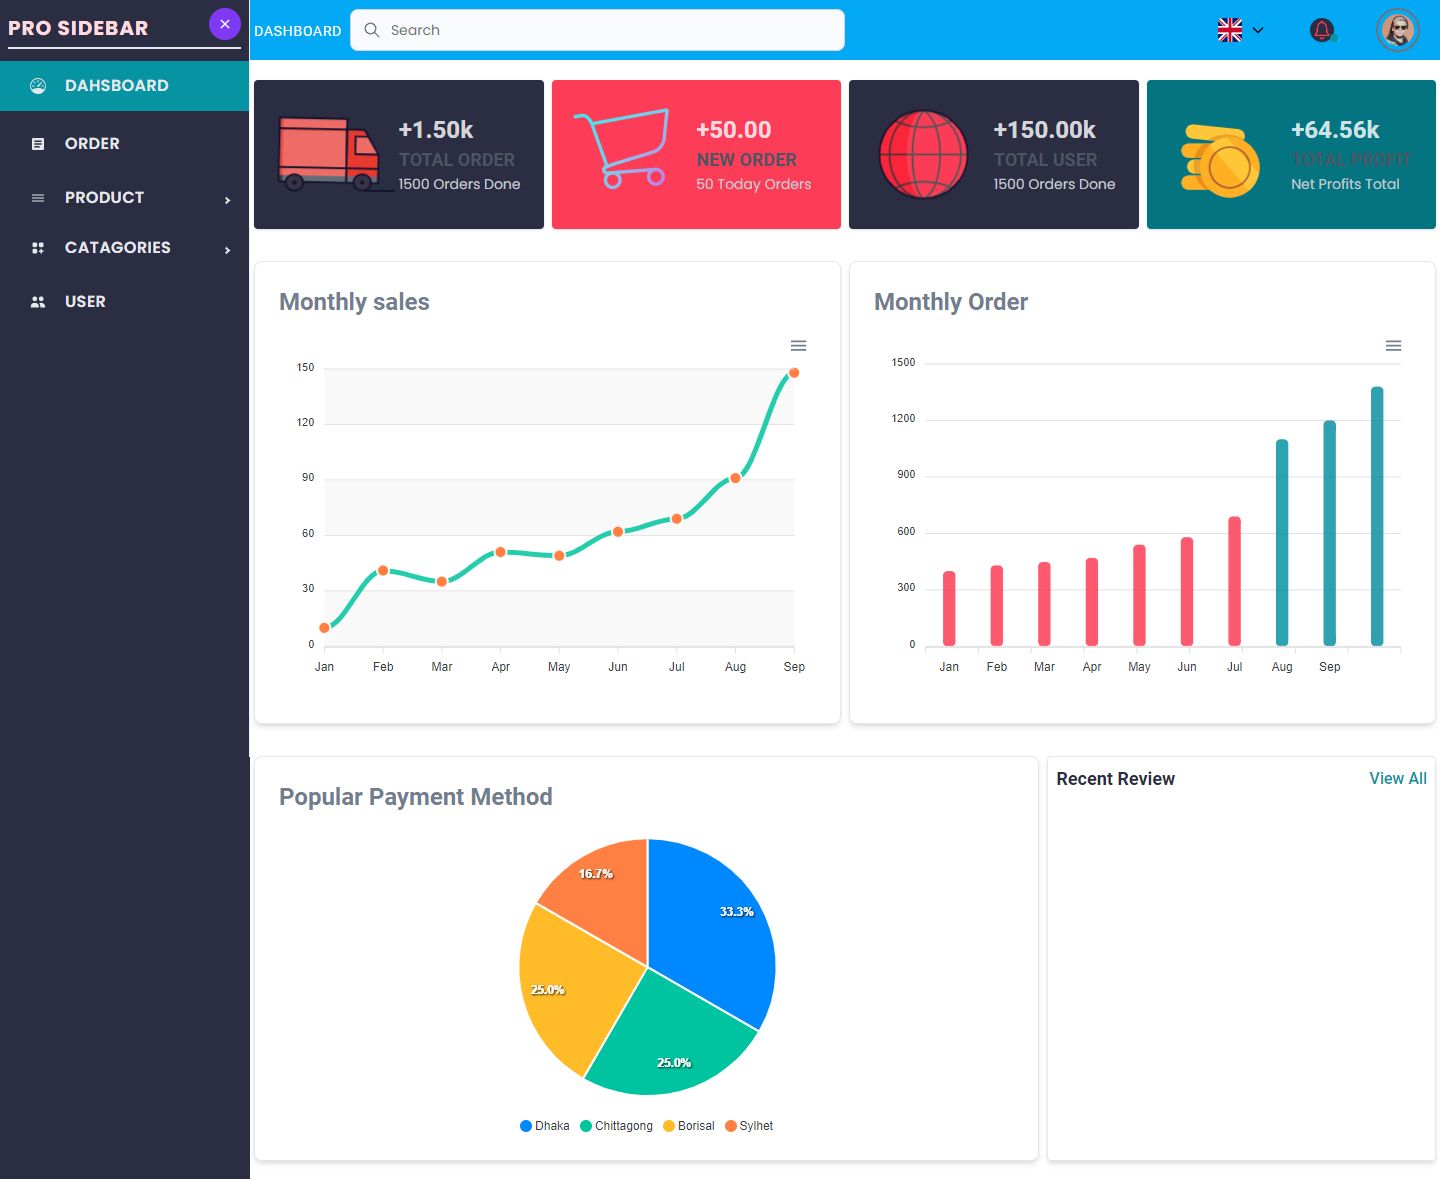 PRO SIDEBAR
DASHBOARD
Search
DAHSBOARD
ORDER
PRODUCT
CATAGORIES
USER
+1.50k
TOTAL ORDER
1500 Orders Done
+50.00
NEW ORDER
50 Today Orders
+150.00k
TOTAL USER
1500 Orders Done
+64.56k
TOTAL PROFIT
Net Profits Total
Monthly sales
150
120
90
60
30
0
Jan Feb Mar Apr May Jun Jul Aug Sep
Monthly Order
1500
1200
900
600
300
0
Jan Feb Mar Apr May Jun Jul Aug Sep
Popular Payment Method
16.7%
33.3%
25.0%
25.0%
Dhaka Chittagong Borisal Sylhet
Recent Review
View All